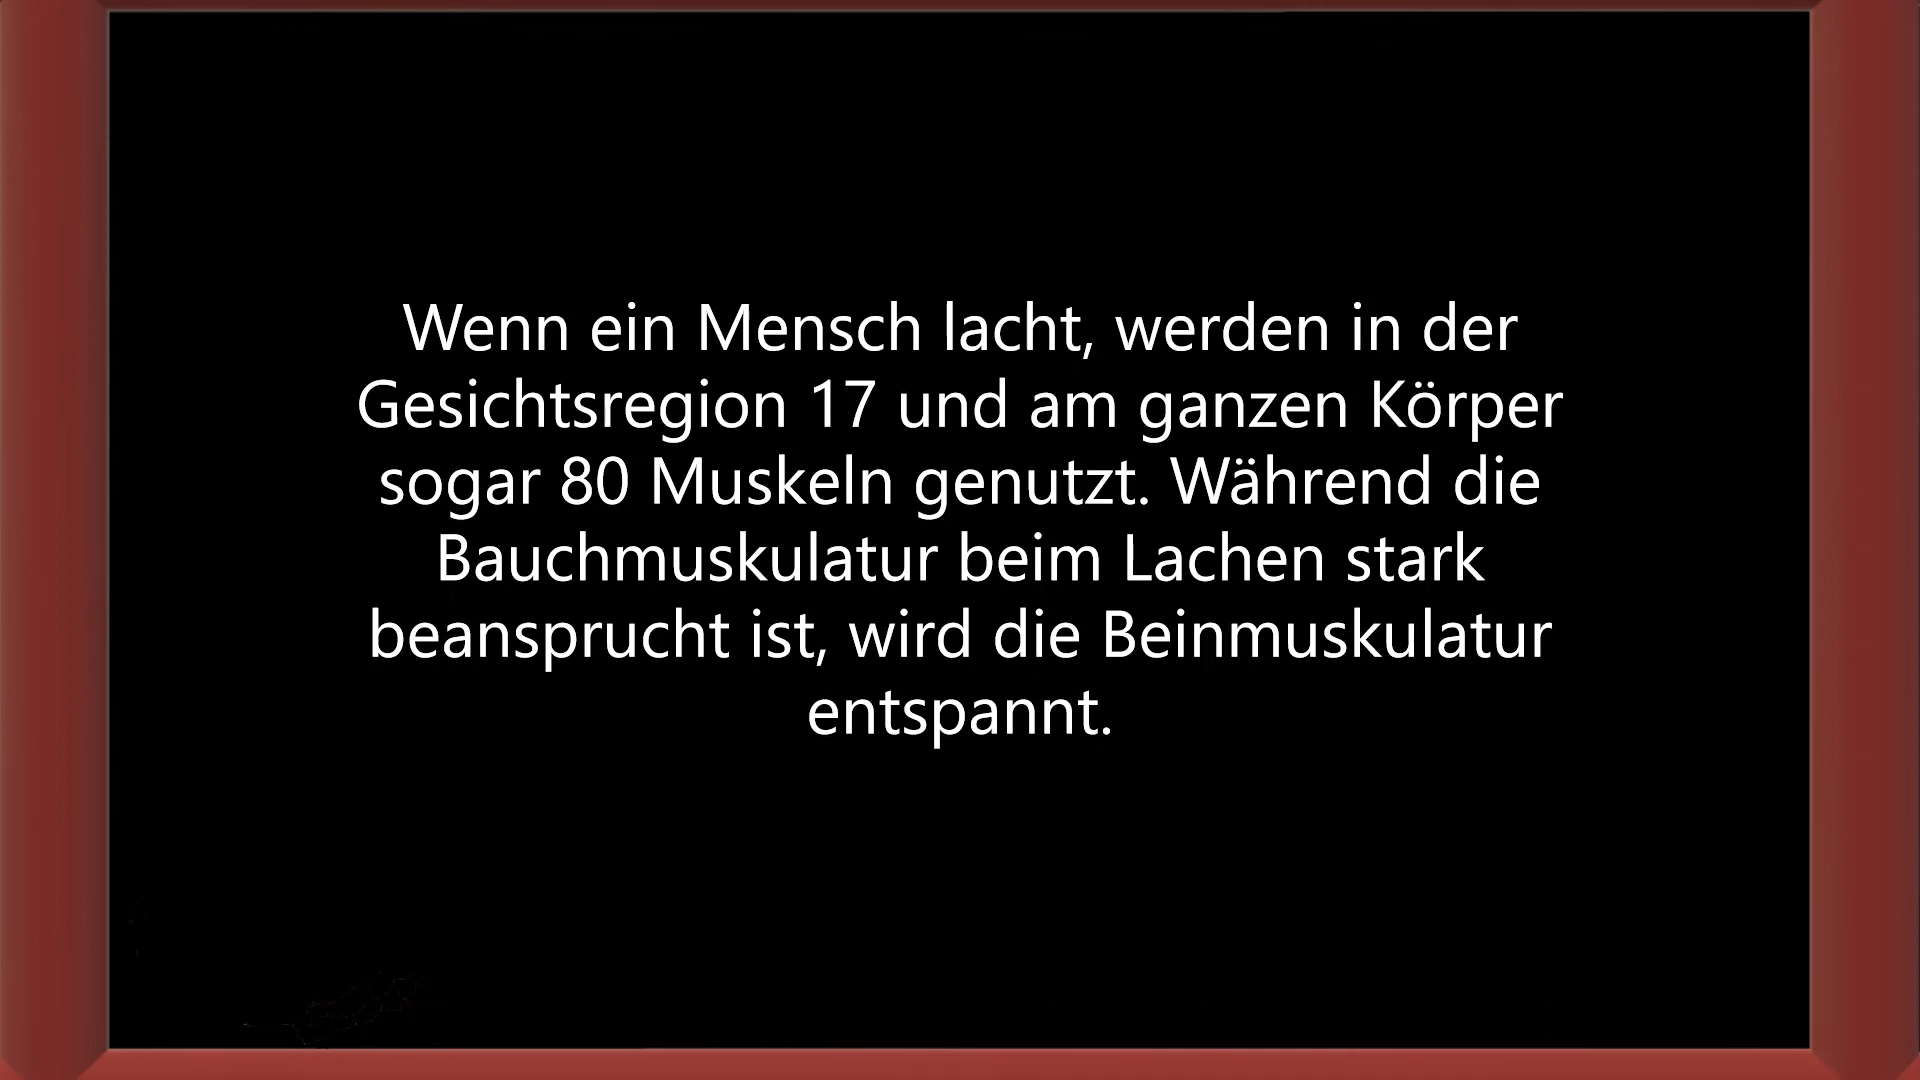 Wenn ein Mensch lacht, werden in der
Gesichtsregion 17 und am ganzen Körper
sogar 80 Muskeln genutzt. Während die
Bauchmuskulatur beim Lachen stark
beansprucht ist, wird die Beinmuskulatur
entspannt.